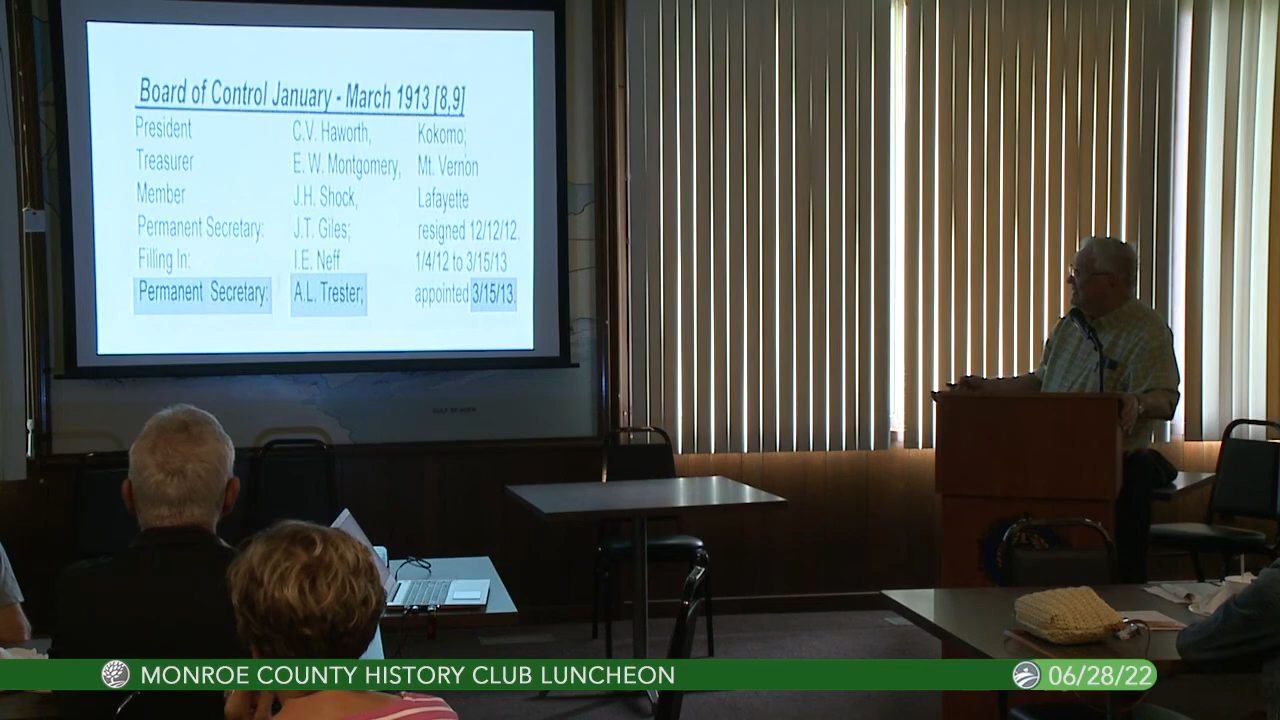 Board of Control January - March 1913 [8,9]
President C.V. Haworth, Kokomo;
Treasurer E. W. Montgomery, Mt. Vernon
Member J.H. Shock, Lafayette
Permanent Secretary: J.T. Giles; resigned 12/12/12.
Filling In: I.E. Neff 1/4/12 to 3/15/13
Permanent Secretary: A.L. Trester; appointed 3/15/13.
MONROE COUNTY HISTORY CLUB LUNCHEON 06/28/22